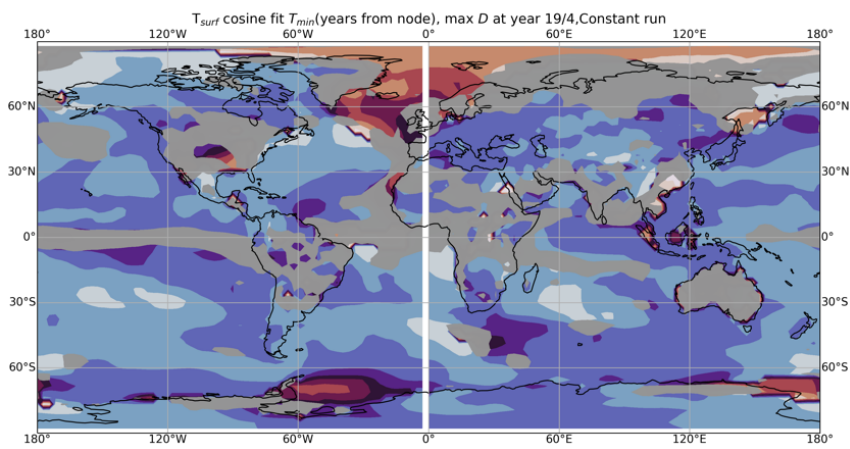 T_surf cosine fit T_min(years from node), max D at year 19/4,Constant run
180° 120°W 60°W 0° 60°E 120°E 180°
60°N 60°N
30°N 30°N
0° 0°
30°S 30°S
60°S 60°S
180° 120°W 60°W 0° 60°E 120°E 180°